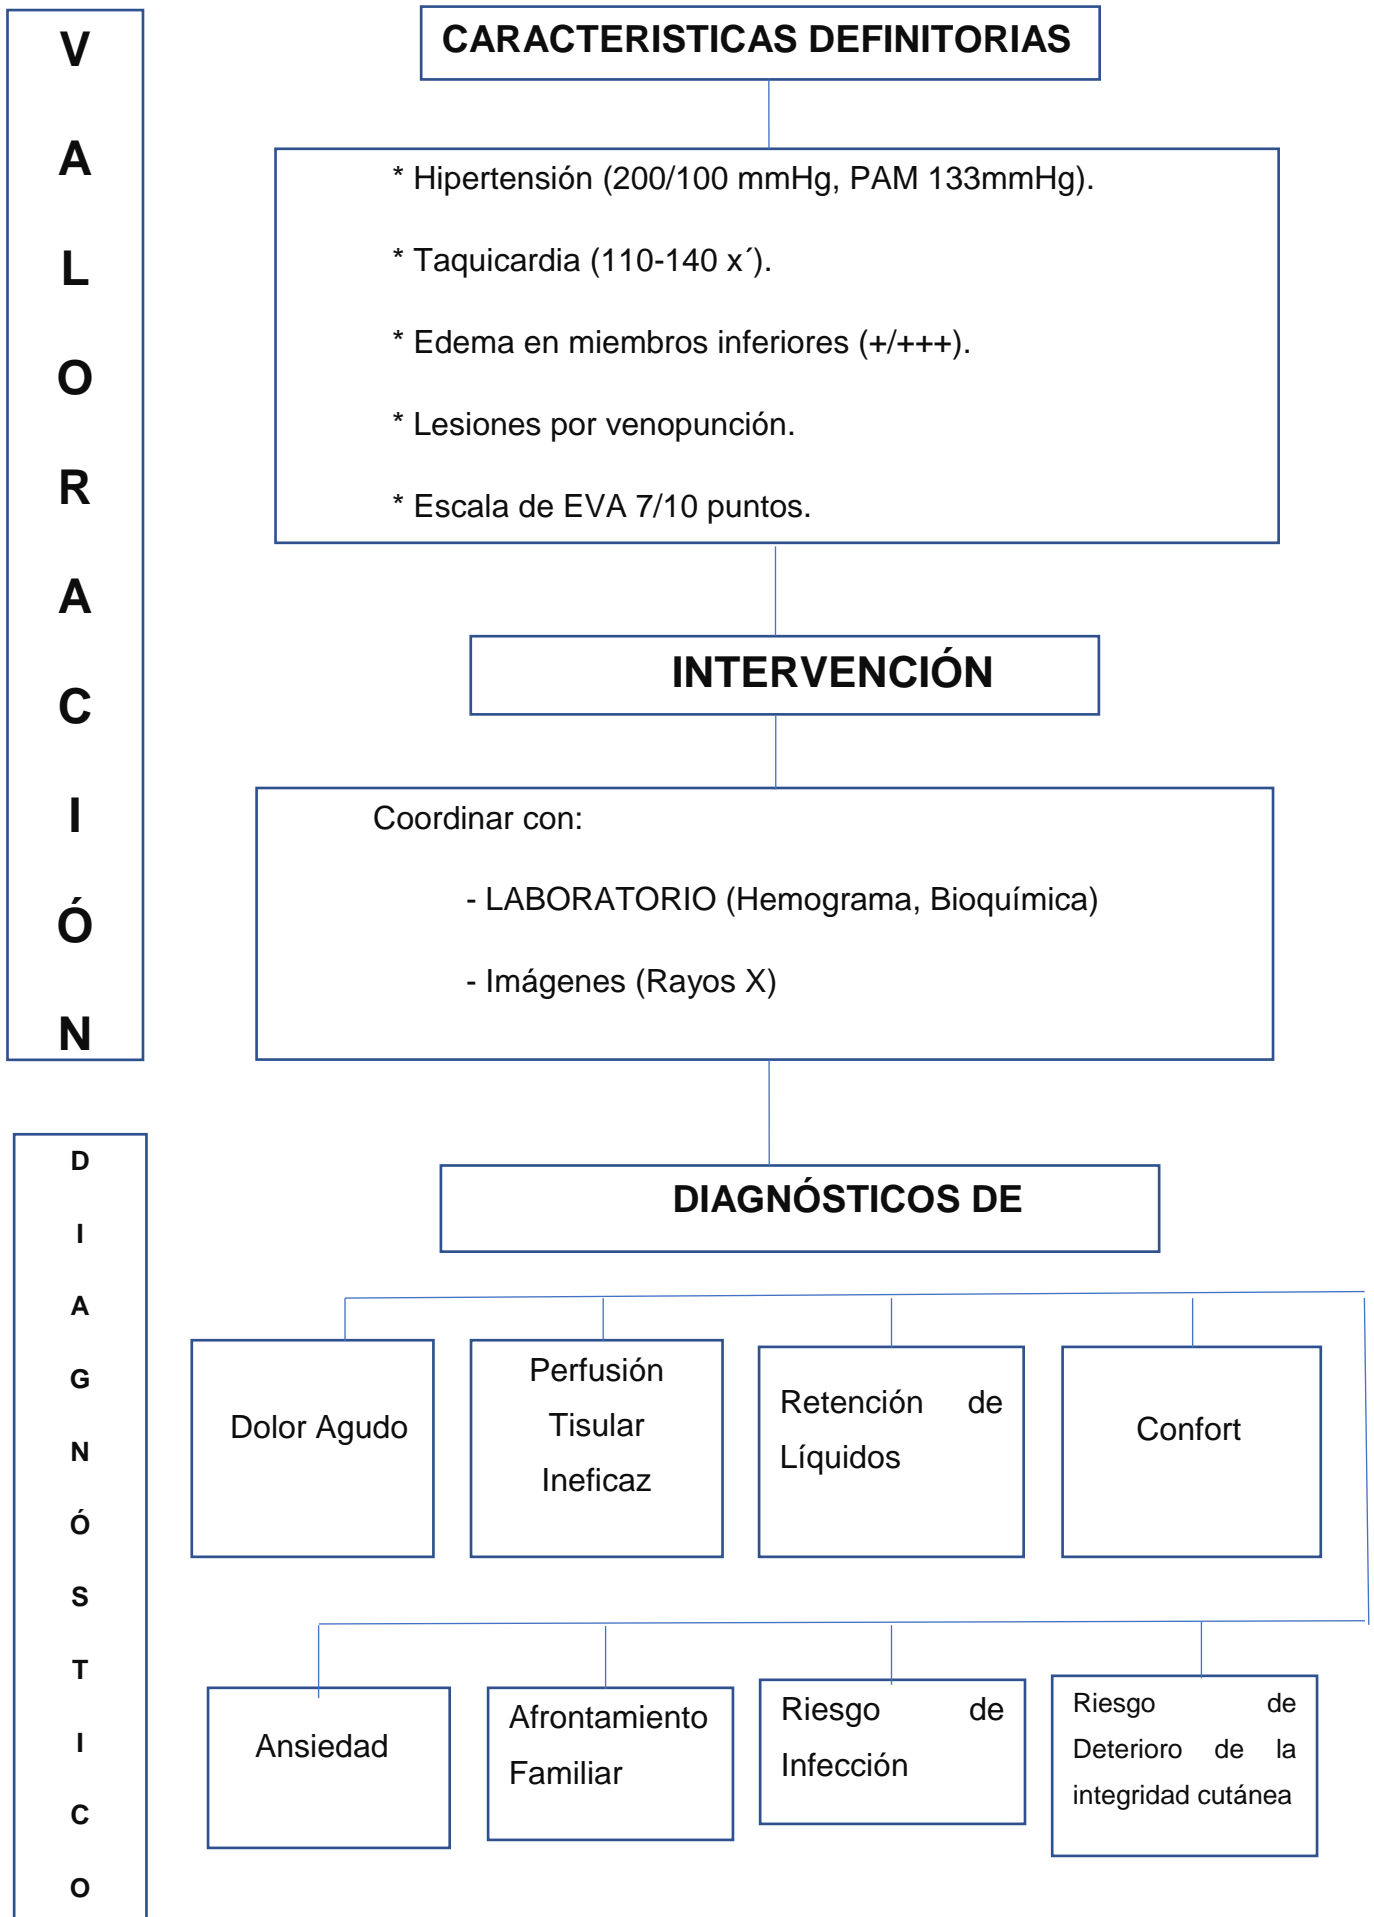 VALORACIÓN
CARACTERISTICAS DEFINITORIAS
* Hipertensión (200/100 mmHg, PAM 133mmHg).
* Taquicardia (110-140 x´).
* Edema en miembros inferiores (+/+++).
* Lesiones por venopunción.
* Escala de EVA 7/10 puntos.
INTERVENCIÓN
Coordinar con:
- LABORATORIO (Hemograma, Bioquímica)
- Imágenes (Rayos X)
DIAGNÓSTICO
DIAGNÓSTICOS DE
Dolor Agudo
Perfusión
Tisular
Ineficaz
Retención de
Líquidos
Confort
Ansiedad
Afrontamiento
Familiar
Riesgo de
Infección
Riesgo de
Deterioro de la
integridad cutánea